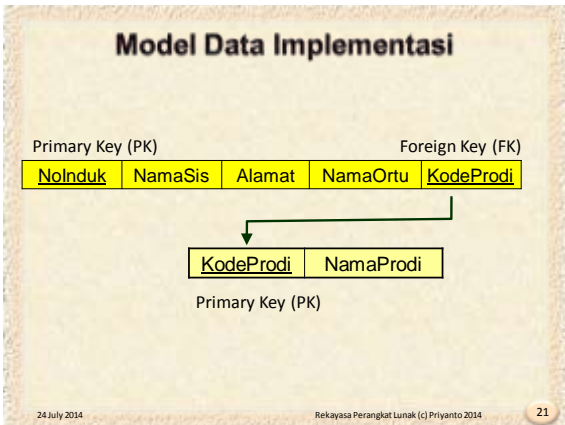 Model Data Implementasi
Primary Key (PK) Foreign Key (FK)
NoInduk NamaSis Alamat NamaOrtu KodeProdi
KodeProdi NamaProdi
Primary Key (PK)
24 July 2014 Rekayasa Perangkat Lunak (c) Priyanto 2014 21